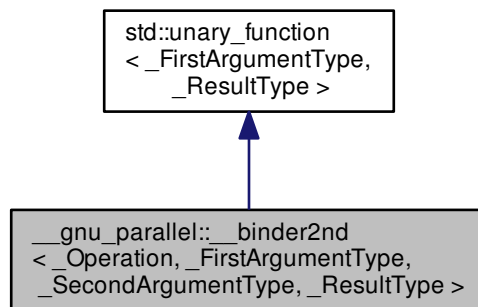 std::unary_function
< _FirstArgumentType,
_ResultType >
__gnu_parallel::__binder2nd
< _Operation, _FirstArgumentType,
_SecondArgumentType, _ResultType >